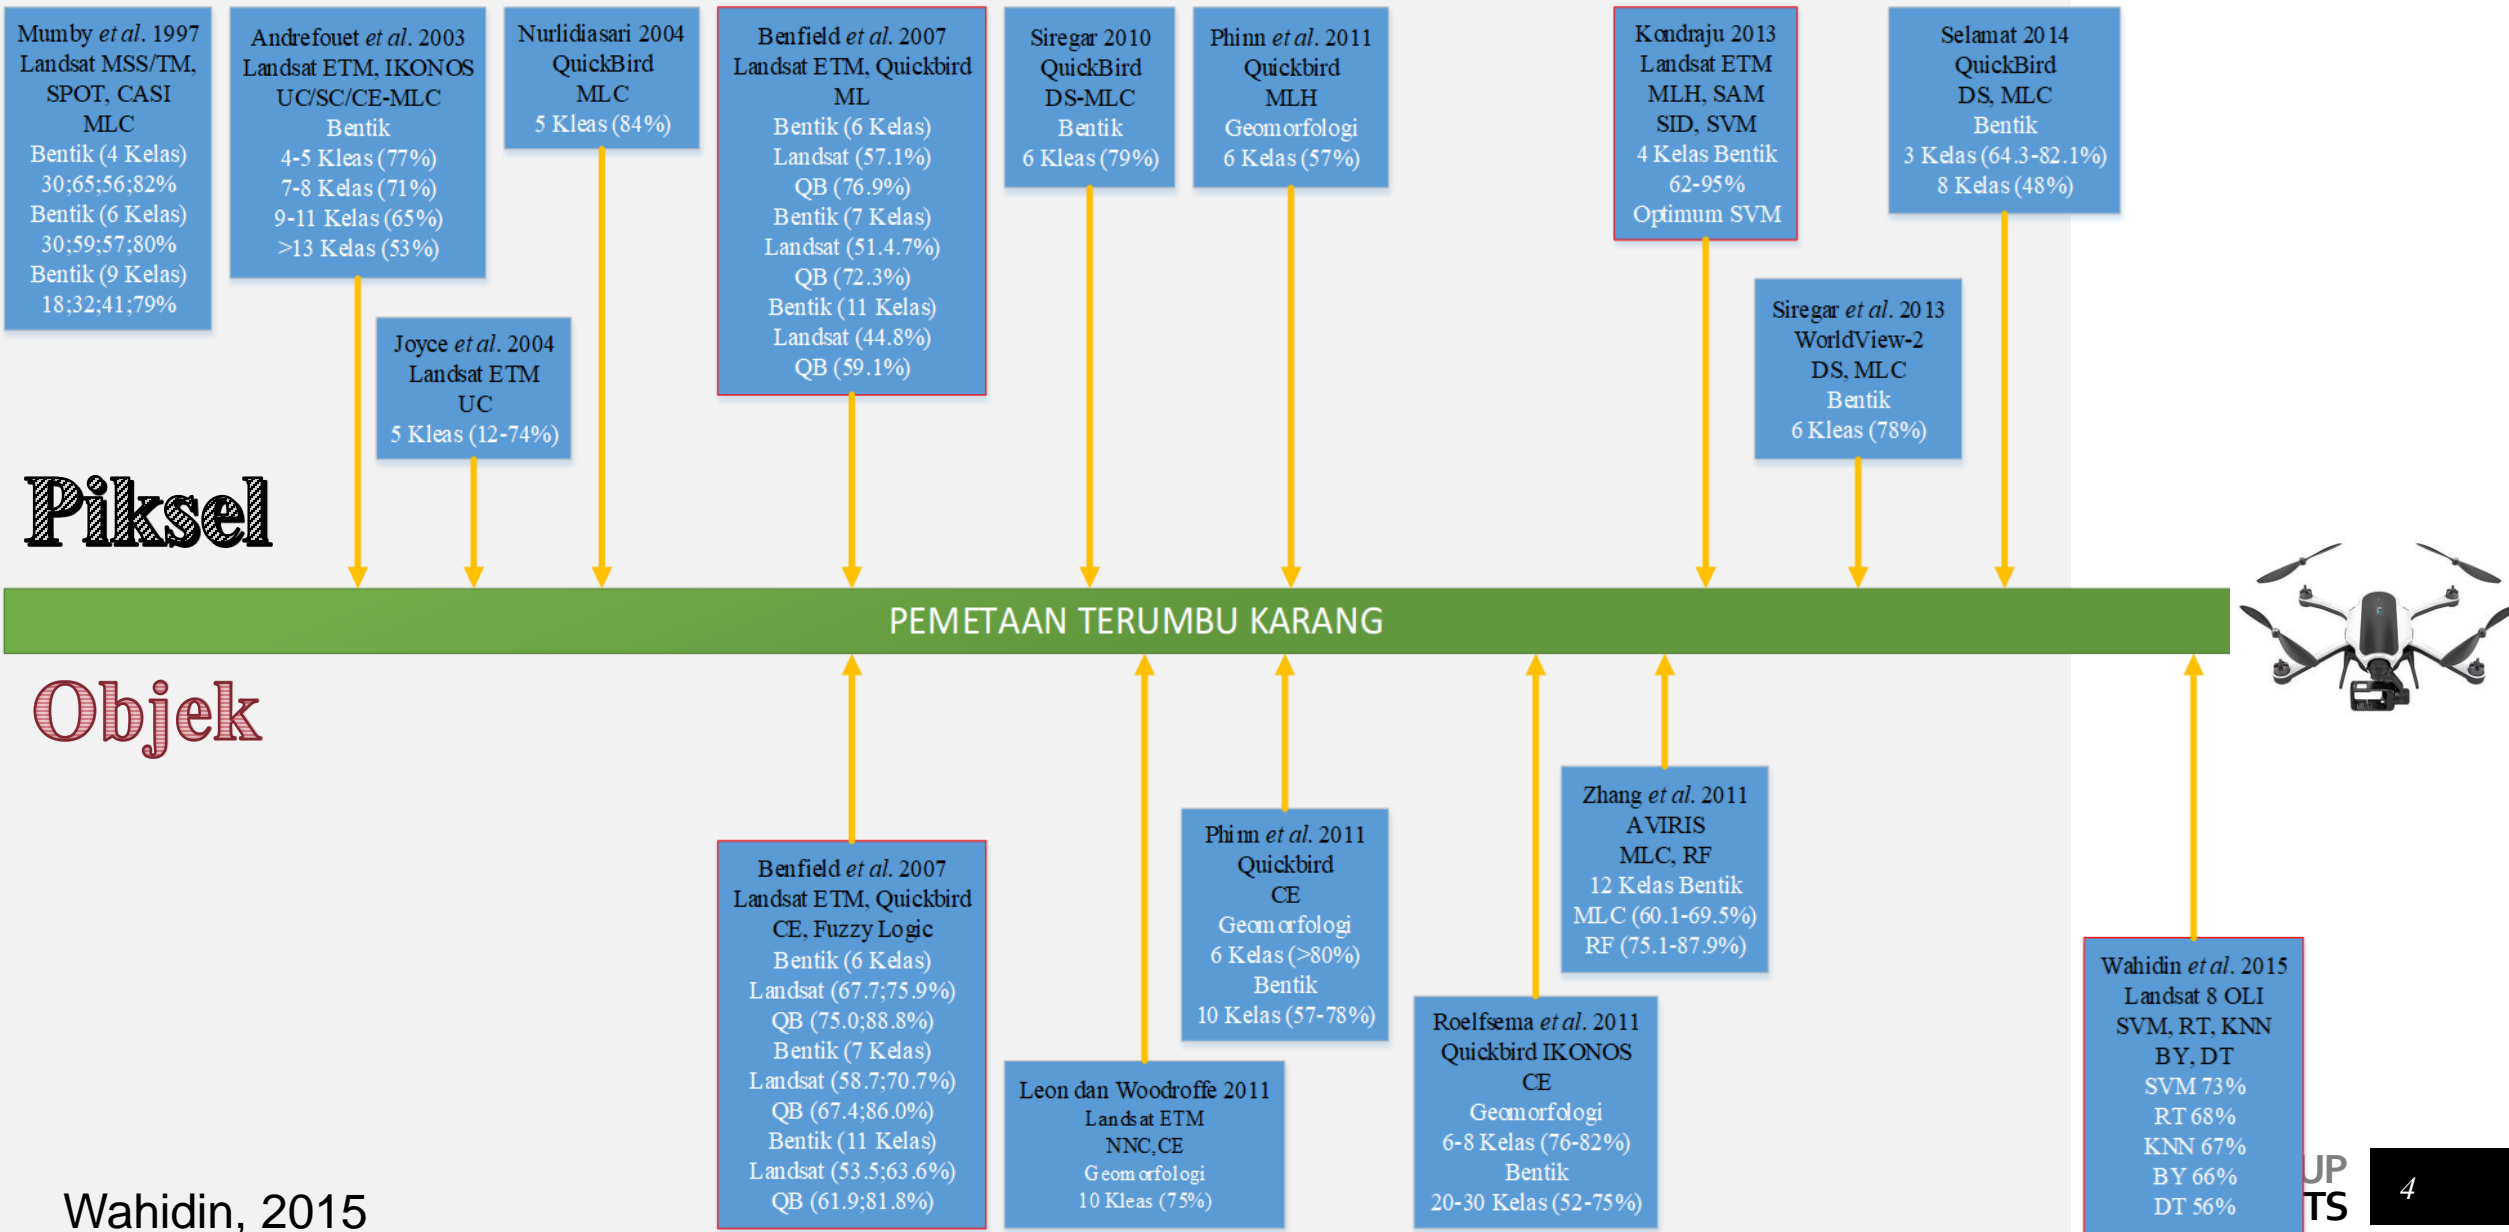 Mumby et al. 1997
Landsat MSS/TM,
SPOT, CASI
MLC
Bentik (4 Kelas)
30;65;56;82%
Bentik (6 Kelas)
30;59;57;80%
Bentik (9 Kelas)
18;32;41;79%
Andrefouet et al. 2003
Landsat ETM, IKONOS
UC/SC/CE-MLC
Bentik
4-5 Kleas (77%)
7-8 Kelas (71%)
9-11 Kelas (65%)
>13 Kelas (53%)
Joyce et al. 2004
Landsat ETM
UC
5 Kleas (12-74%)
Nurlidiasari 2004
QuickBird
MLC
5 Kleas (84%)
Benfield et al. 2007
Landsat ETM, Quickbird
ML
Bentik (6 Kelas)
Landsat (57.1%)
QB (76.9%)
Bentik (7 Kelas)
Landsat (51.4.7%)
QB (72.3%)
Bentik (11 Kelas)
Landsat (44.8%)
QB (59.1%)
Siregar 2010
QuickBird
DS-MLC
Bentik
6 Kleas (79%)
Phinn et al. 2011
Quickbird
MLH
Geomorfologi
6 Kelas (57%)
Kondraju 2013
Landsat ETM
MLH, SAM
SID, SVM
4 Kelas Bentik
62-95%
Optimum SVM
Siregar et al. 2013
WorldView-2
DS, MLC
Bentik
6 Kleas (78%)
Selamat 2014
QuickBird
DS, MLC
Bentik
3 Kelas (64.3-82.1%)
8 Kelas (48%)
Piksel
PEMETAAN TERUMBU KARANG
Objek
Benfield et al. 2007
Landsat ETM, Quickbird
CE, Fuzzy Logic
Bentik (6 Kelas)
Landsat (67.7;75.9%)
QB (75.0;88.8%)
Bentik (7 Kelas)
Landsat (58.7;70.7%)
QB (67.4;86.0%)
Bentik (11 Kelas)
Landsat (53.5;63.6%)
QB (61.9;81.8%)
Leon dan Woodroffe 2011
Landsat ETM
NNC,CE
Geomorfologi
10 Kleas (75%)
Phinn et al. 2011
Quickbird
CE
Geomorfologi
6 Kelas (>80%)
Bentik
10 Kelas (57-78%)
Roelfsema et al. 2011
Quickbird IKONOS
CE
Geomorfologi
6-8 Kelas (76-82%)
Bentik
20-30 Kelas (52-75%)
Zhang et al. 2011
AVIRIS
MLC, RF
12 Kelas Bentik
MLC (60.1-69.5%)
RF (75.1-87.9%)
Wahidin et al. 2015
Landsat 8 OLI
SVM, RT, KNN
BY, DT
SVM 73%
RT 68%
KNN 67%
BY 66%
DT 56%
Wahidin, 2015
UP
TS
4